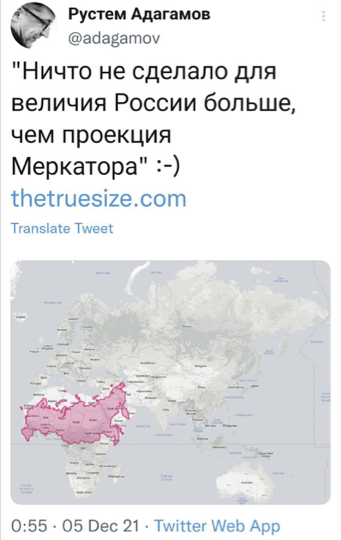 Рустем Адагамов
@adagamov
"Ничто не сделало для
величия России больше,
чем проекция
Меркатора" :-)
thetruesize.com
Translate Tweet
0:55 · 05 Dec 21 · Twitter Web App